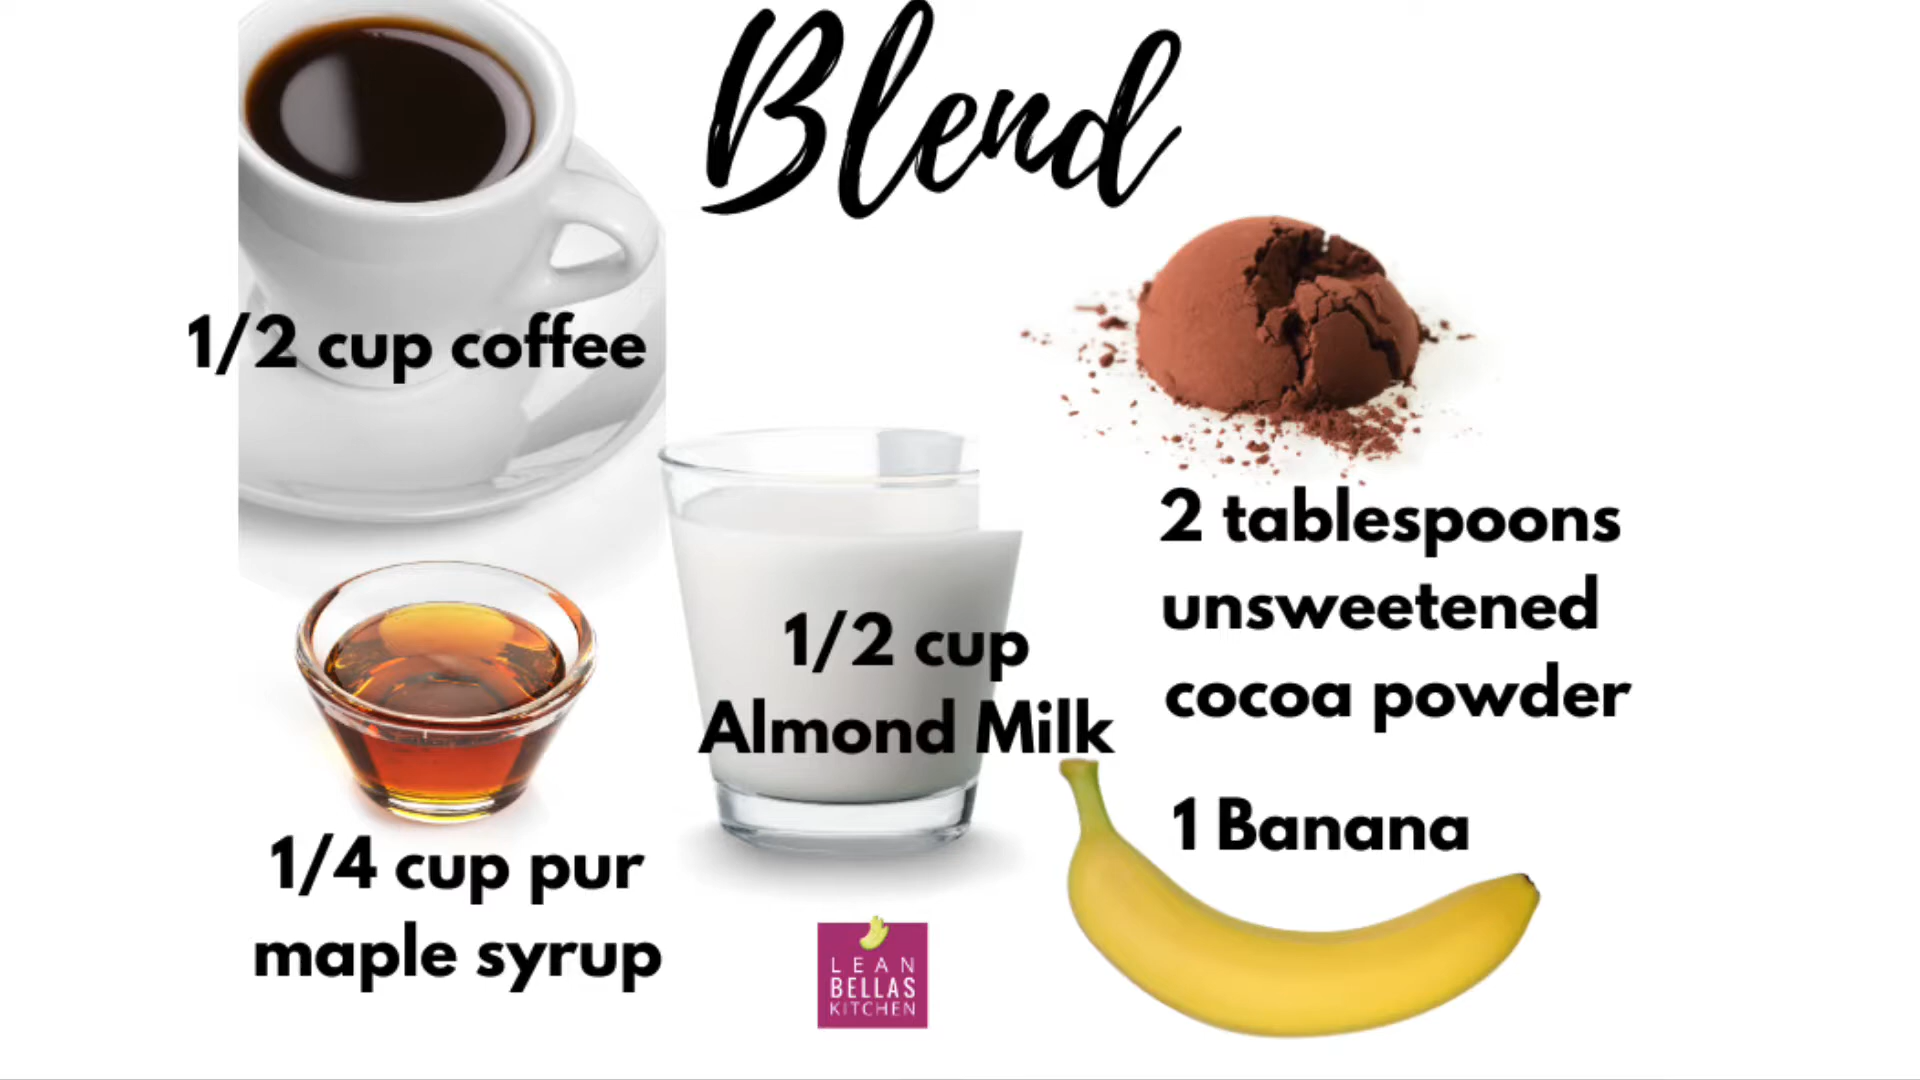 Blend
1/2 cup coffee
2 tablespoons
unsweetened
cocoa powder
1/2 cup
Almond Milk
1 Banana
1/4 cup pur
maple syrup
LEAN
BELLAS
KITCHEN